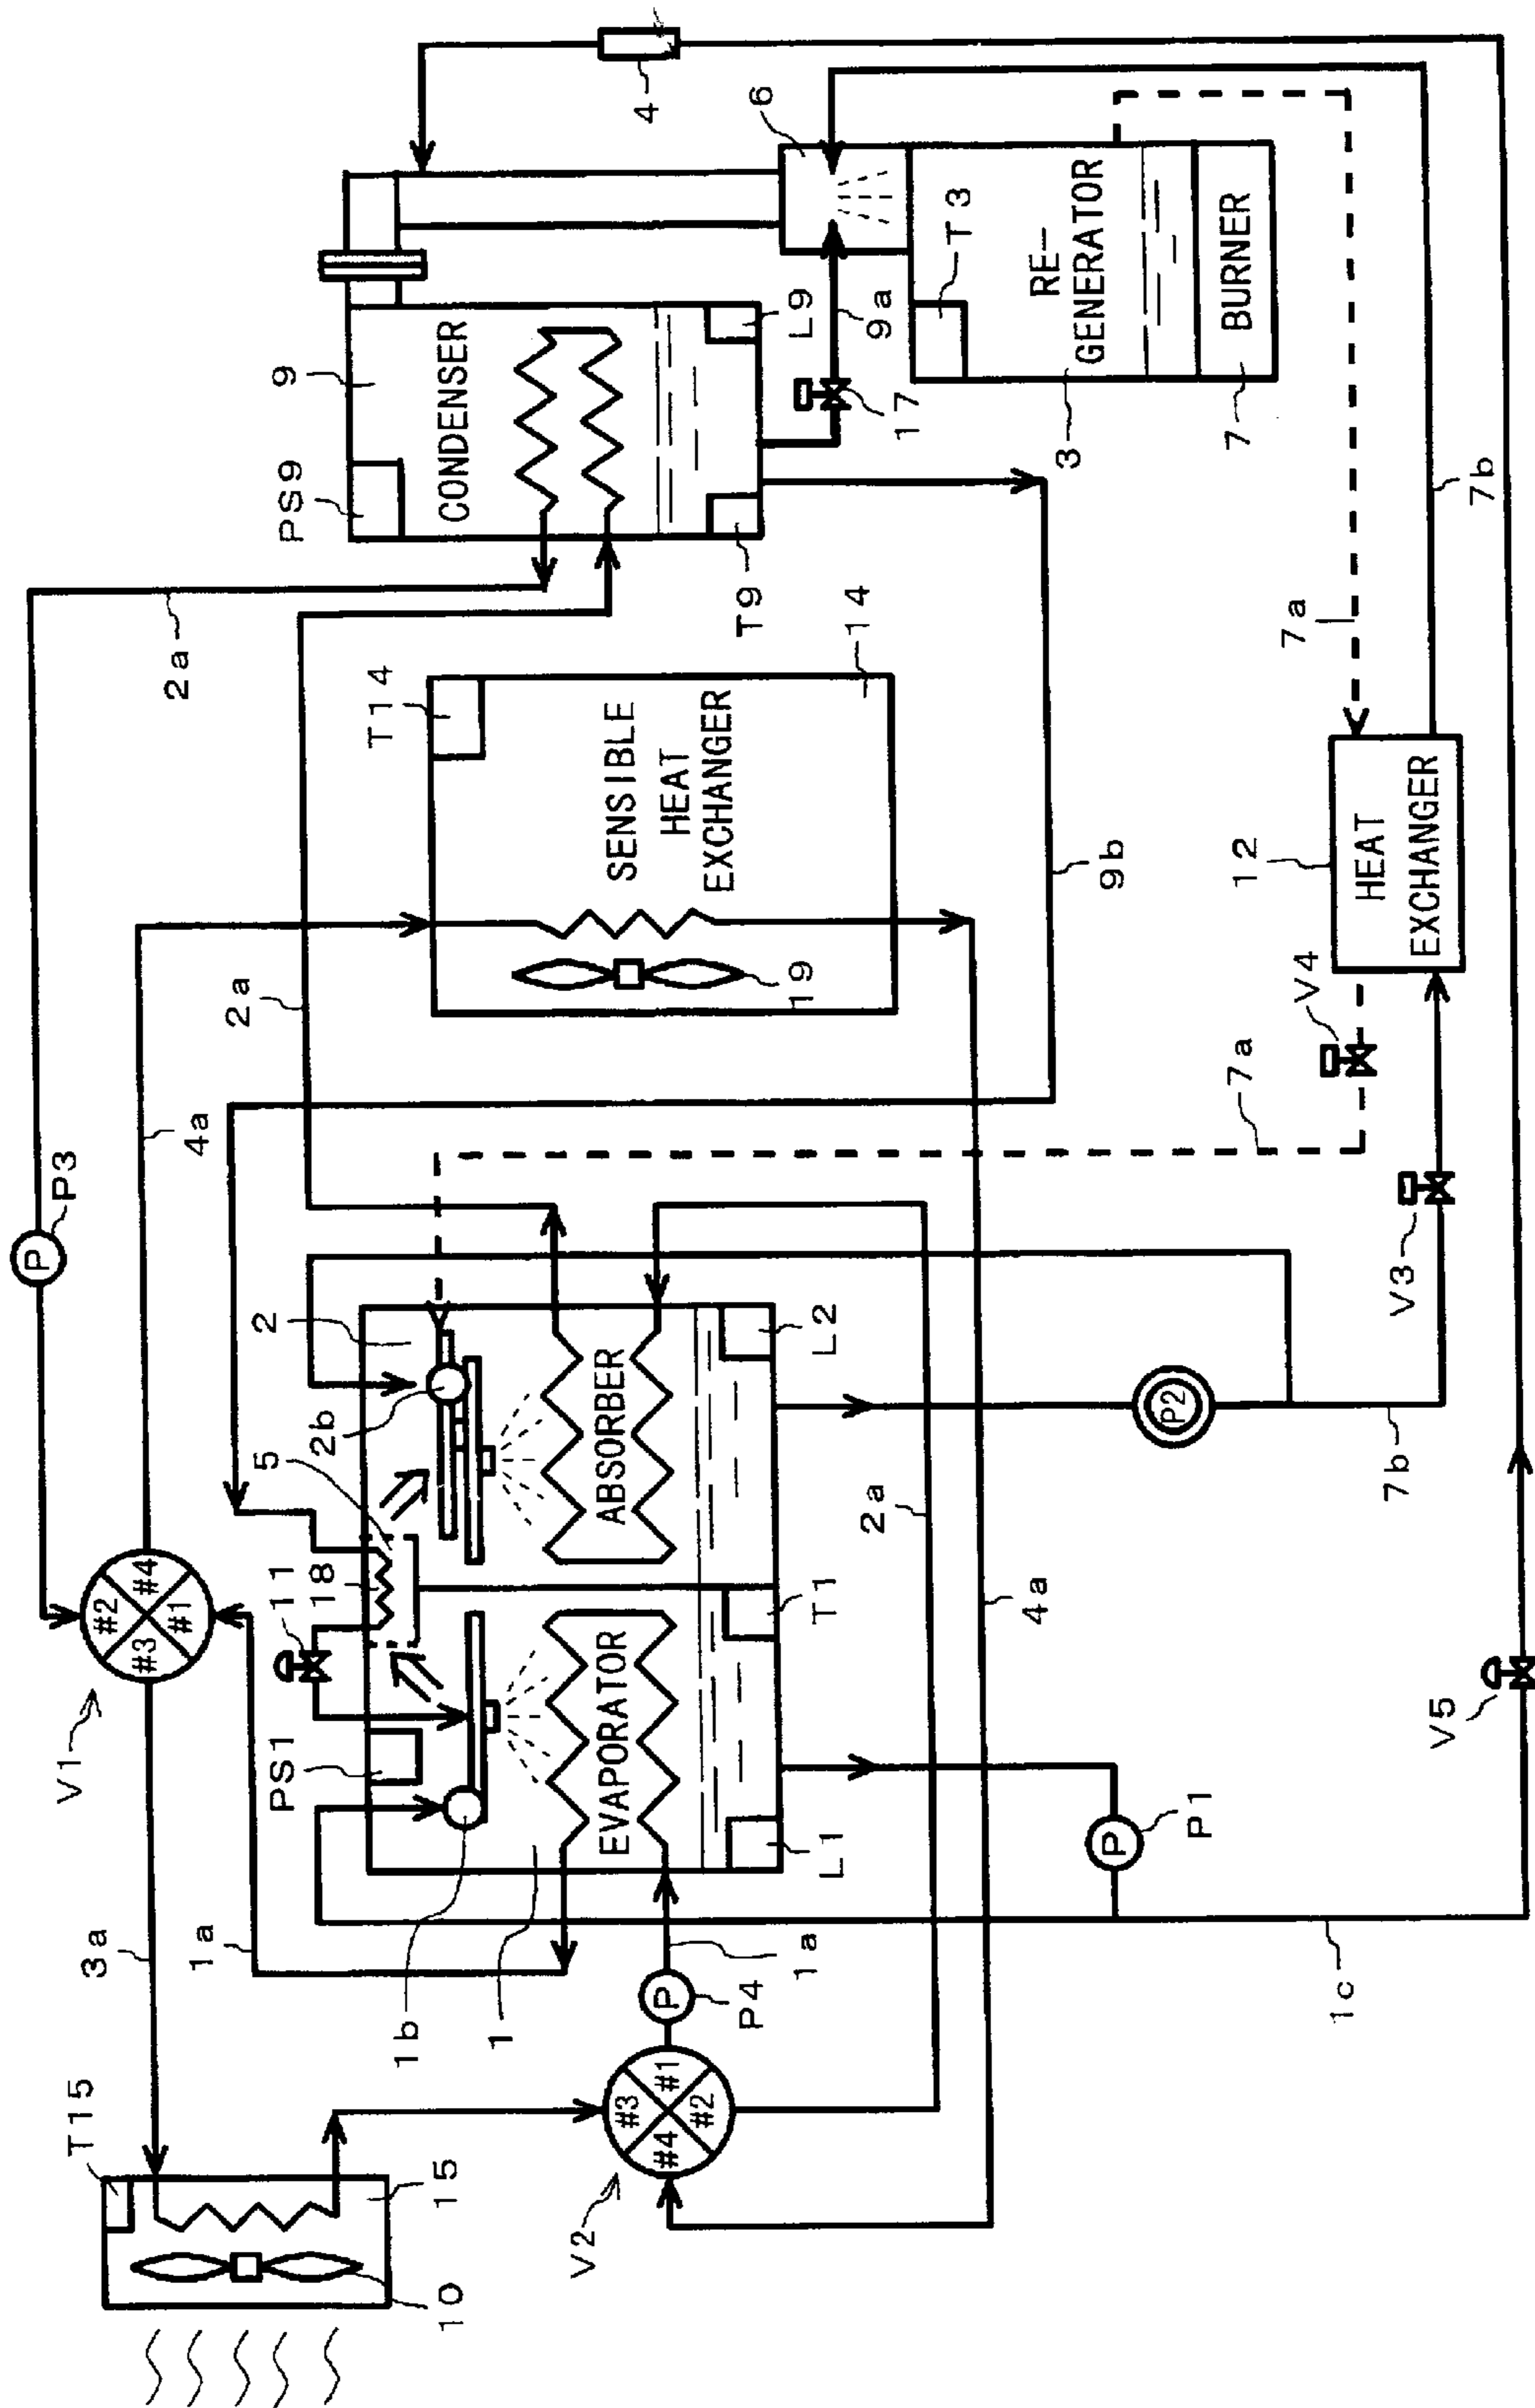 T15
V1
P3
P
3a
#2
#3 #4
#1
4a
2a
1a
2a
2
PS9
9
PS1
111
18
5
2b
T14
1b
15
10
1
CONDENSER
EVAPORATOR
ABSORBER
SENSIBLE
HEAT
EXCHANGER
4
6
V2
#3
#4 #1
#2
P
P4
1a
L1
T1
L2
19
T9
L9
14
2a
9a
17
T3
4a
RE-
GENERATOR
3
9b
P
P1
P2
7a
BURNER
7
12
V4
7a
HEAT
EXCHANGER
1c
7b
V3
V5
7b